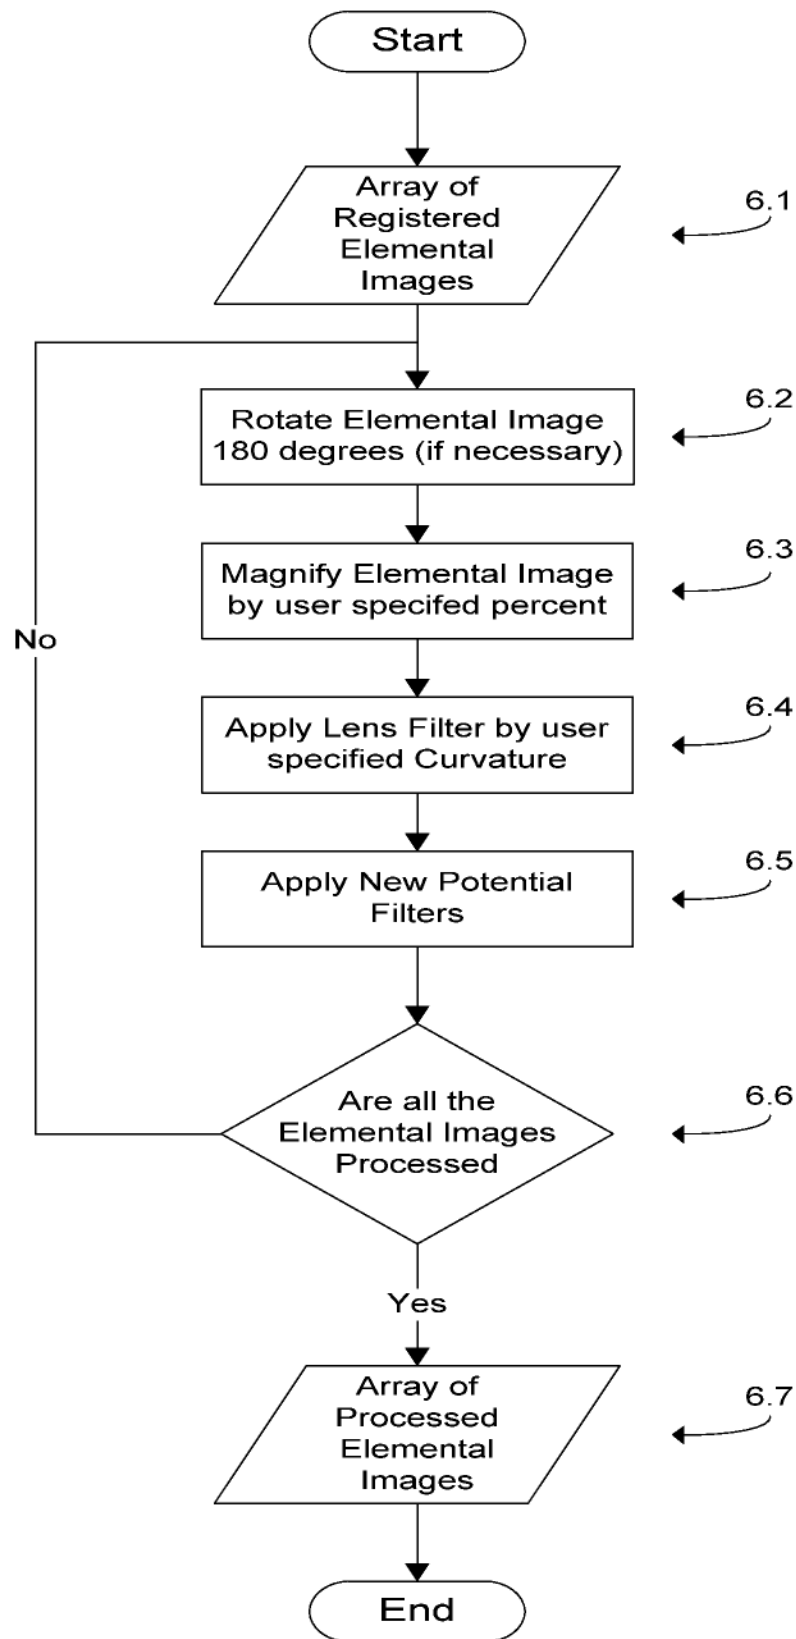 Start
Array of
Registered
Elemental
Images
6.1
Rotate Elemental Image
180 degrees (if necessary)
6.2
Magnify Elemental Image
by user specifed percent
6.3
No
Apply Lens Filter by user
specified Curvature
6.4
Apply New Potential
Filters
6.5
Are all the
Elemental Images
Processed
6.6
Yes
Array of
Processed
Elemental
Images
6.7
End